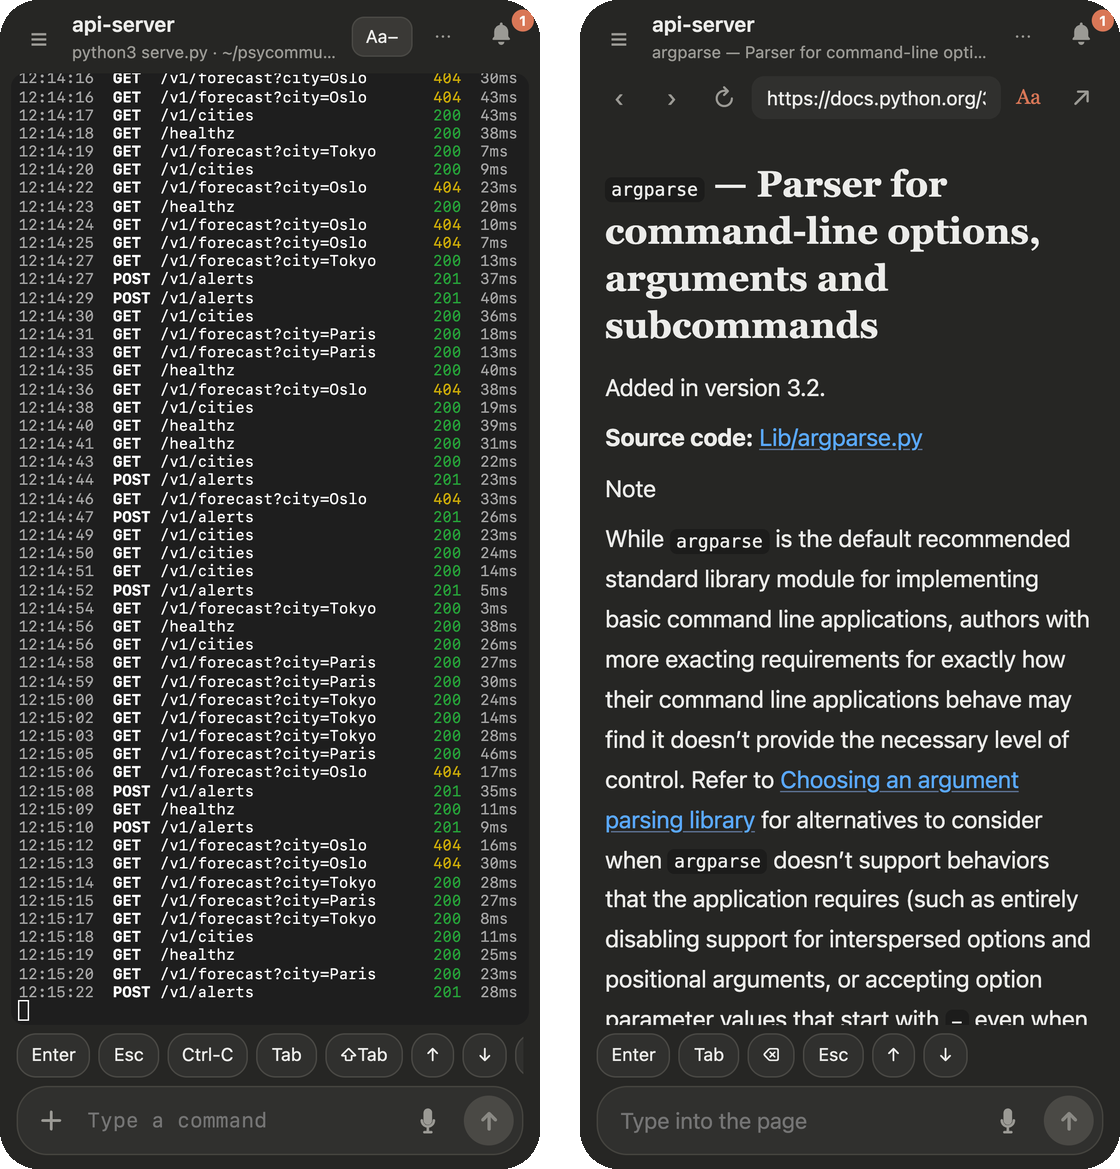 api-server
python3 serve.py · ~/psycommu…
Aa–
1
12:14:16 GET /v1/forecast?city=Oslo 404 30ms
12:14:16 GET /v1/forecast?city=Oslo 404 43ms
12:14:17 GET /v1/cities 200 43ms
12:14:18 GET /healthz 200 38ms
12:14:19 GET /v1/forecast?city=Tokyo 200 7ms
12:14:20 GET /v1/cities 200 9ms
12:14:22 GET /v1/forecast?city=Oslo 404 23ms
12:14:23 GET /healthz 200 20ms
12:14:24 GET /v1/forecast?city=Oslo 404 10ms
12:14:25 GET /v1/forecast?city=Oslo 404 7ms
12:14:27 GET /v1/forecast?city=Tokyo 200 13ms
12:14:27 POST /v1/alerts 201 37ms
12:14:29 POST /v1/alerts 201 40ms
12:14:30 GET /v1/cities 200 36ms
12:14:31 GET /v1/forecast?city=Paris 200 18ms
12:14:33 GET /v1/forecast?city=Paris 200 13ms
12:14:35 GET /healthz 200 40ms
12:14:36 GET /v1/forecast?city=Oslo 404 38ms
12:14:38 GET /v1/cities 200 19ms
12:14:40 GET /healthz 200 39ms
12:14:41 GET /healthz 200 31ms
12:14:43 GET /v1/cities 200 22ms
12:14:44 POST /v1/alerts 201 23ms
12:14:46 GET /v1/forecast?city=Oslo 404 33ms
12:14:47 POST /v1/alerts 201 26ms
12:14:49 GET /v1/cities 200 23ms
12:14:50 GET /v1/cities 200 24ms
12:14:51 GET /v1/cities 200 14ms
12:14:52 POST /v1/alerts 201 5ms
12:14:54 GET /v1/forecast?city=Tokyo 200 3ms
12:14:56 GET /healthz 200 38ms
12:14:56 GET /v1/cities 200 26ms
12:14:58 GET /v1/forecast?city=Paris 200 27ms
12:14:59 GET /v1/forecast?city=Paris 200 30ms
12:15:00 GET /v1/forecast?city=Tokyo 200 24ms
12:15:02 GET /v1/forecast?city=Tokyo 200 14ms
12:15:03 GET /v1/forecast?city=Tokyo 200 28ms
12:15:05 GET /v1/forecast?city=Paris 200 46ms
12:15:06 GET /v1/forecast?city=Oslo 404 17ms
12:15:08 POST /v1/alerts 201 35ms
12:15:09 GET /healthz 200 11ms
12:15:10 POST /v1/alerts 201 9ms
12:15:12 GET /v1/forecast?city=Oslo 404 16ms
12:15:13 GET /v1/forecast?city=Oslo 404 30ms
12:15:14 GET /v1/forecast?city=Tokyo 200 28ms
12:15:15 GET /v1/forecast?city=Paris 200 27ms
12:15:17 GET /v1/forecast?city=Tokyo 200 8ms
12:15:18 GET /v1/cities 200 11ms
12:15:19 GET /healthz 200 25ms
12:15:20 GET /v1/forecast?city=Paris 200 23ms
12:15:22 POST /v1/alerts 201 28ms
Enter Esc Ctrl-C Tab ⇧Tab ↑ ↓
Type a command
api-server
argparse — Parser for command-line opti…
1
https://docs.python.org/3
Aa
argparse — Parser for
command-line options,
arguments and
subcommands
Added in version 3.2.
Source code: Lib/argparse.py
Note
While argparse is the default recommended
standard library module for implementing
basic command line applications, authors with
more exacting requirements for exactly how
their command line applications behave may
find it doesn’t provide the necessary level of
control. Refer to Choosing an argument
parsing library for alternatives to consider
when argparse doesn’t support behaviors
that the application requires (such as entirely
disabling support for interspersed options and
positional arguments, or accepting option
parameter values that start with - even when
Enter Tab ⌫ Esc ↑ ↓
Type into the page